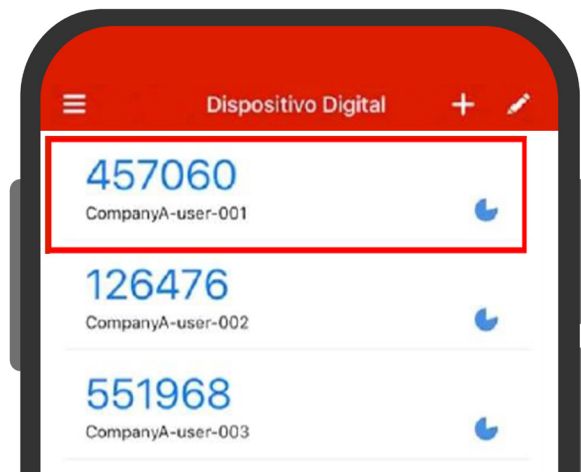 Dispositivo Digital
457060
CompanyA-user-001
126476
CompanyA-user-002
551968
CompanyA-user-003